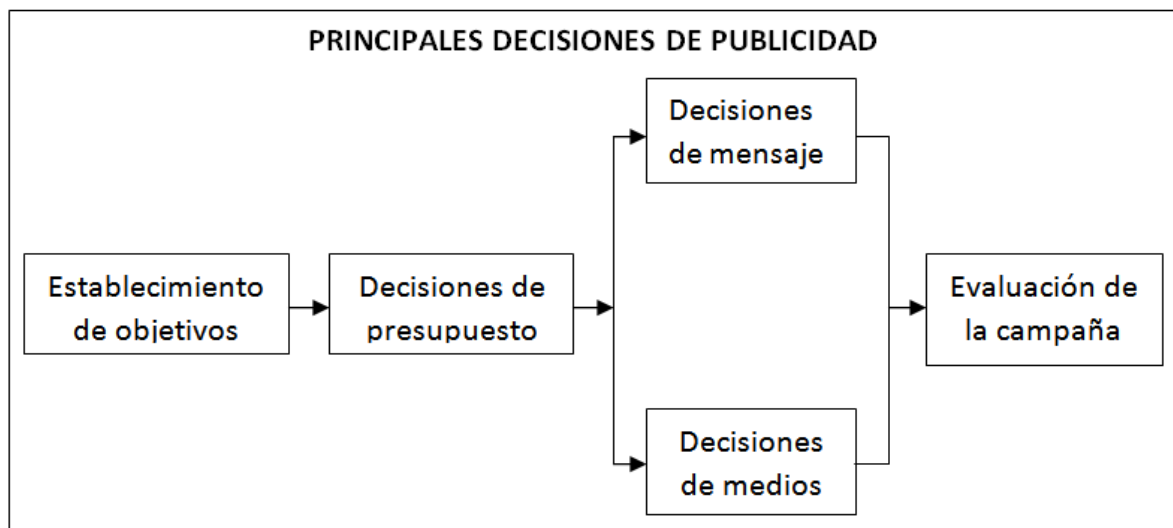 PRINCIPALES DECISIONES DE PUBLICIDAD
Establecimiento
de objetivos
Decisiones de
presupuesto
Decisiones
de mensaje
Decisiones
de medios
Evaluación de
la campaña